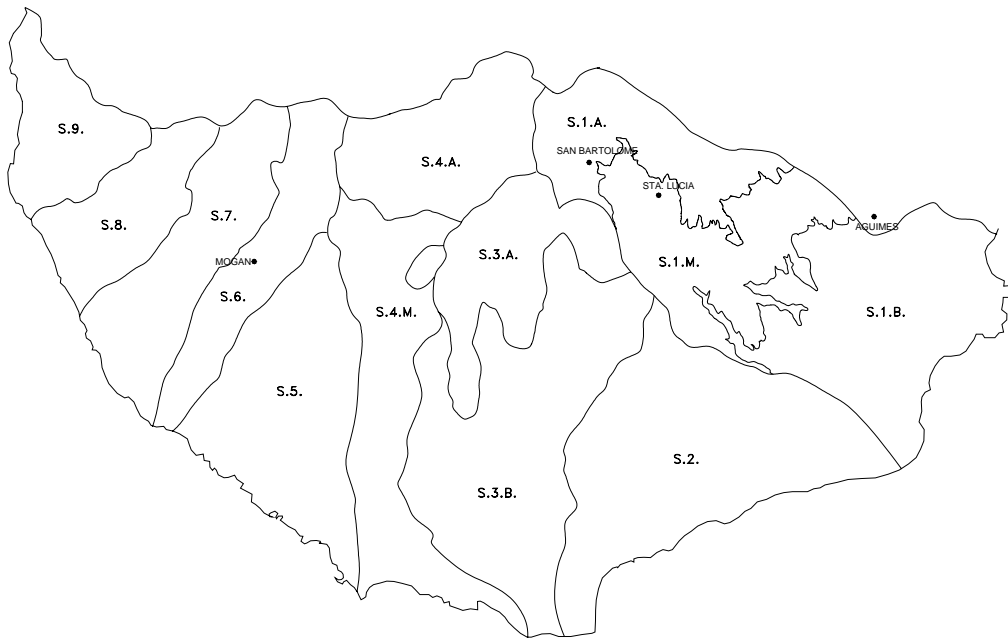 S.1.A.
S.9.
SAN BARTOLOME
S.4.A.
STA. LUCIA
S.7.
S.8.
AGUIMES
S.3.A.
MOGAN
S.1.M.
S.6.
S.4.M.
S.1.B.
S.5.
S.2.
S.3.B.